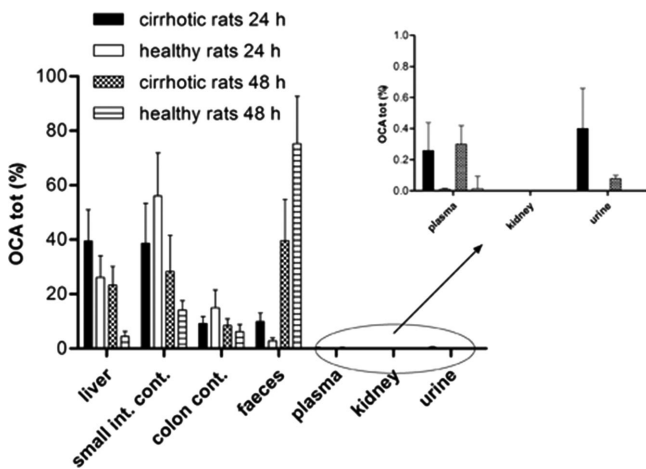 cirrhotic rats 24 h
healthy rats 24 h
cirrhotic rats 48 h
healthy rats 48 h
OCA tot (%)
100
80
60
40
20
0
liver
small int. cont.
colon cont.
faeces
plasma
kidney
urine
OCA tot (%)
1.0
0.8
0.6
0.4
0.2
0.0
plasma
kidney
urine